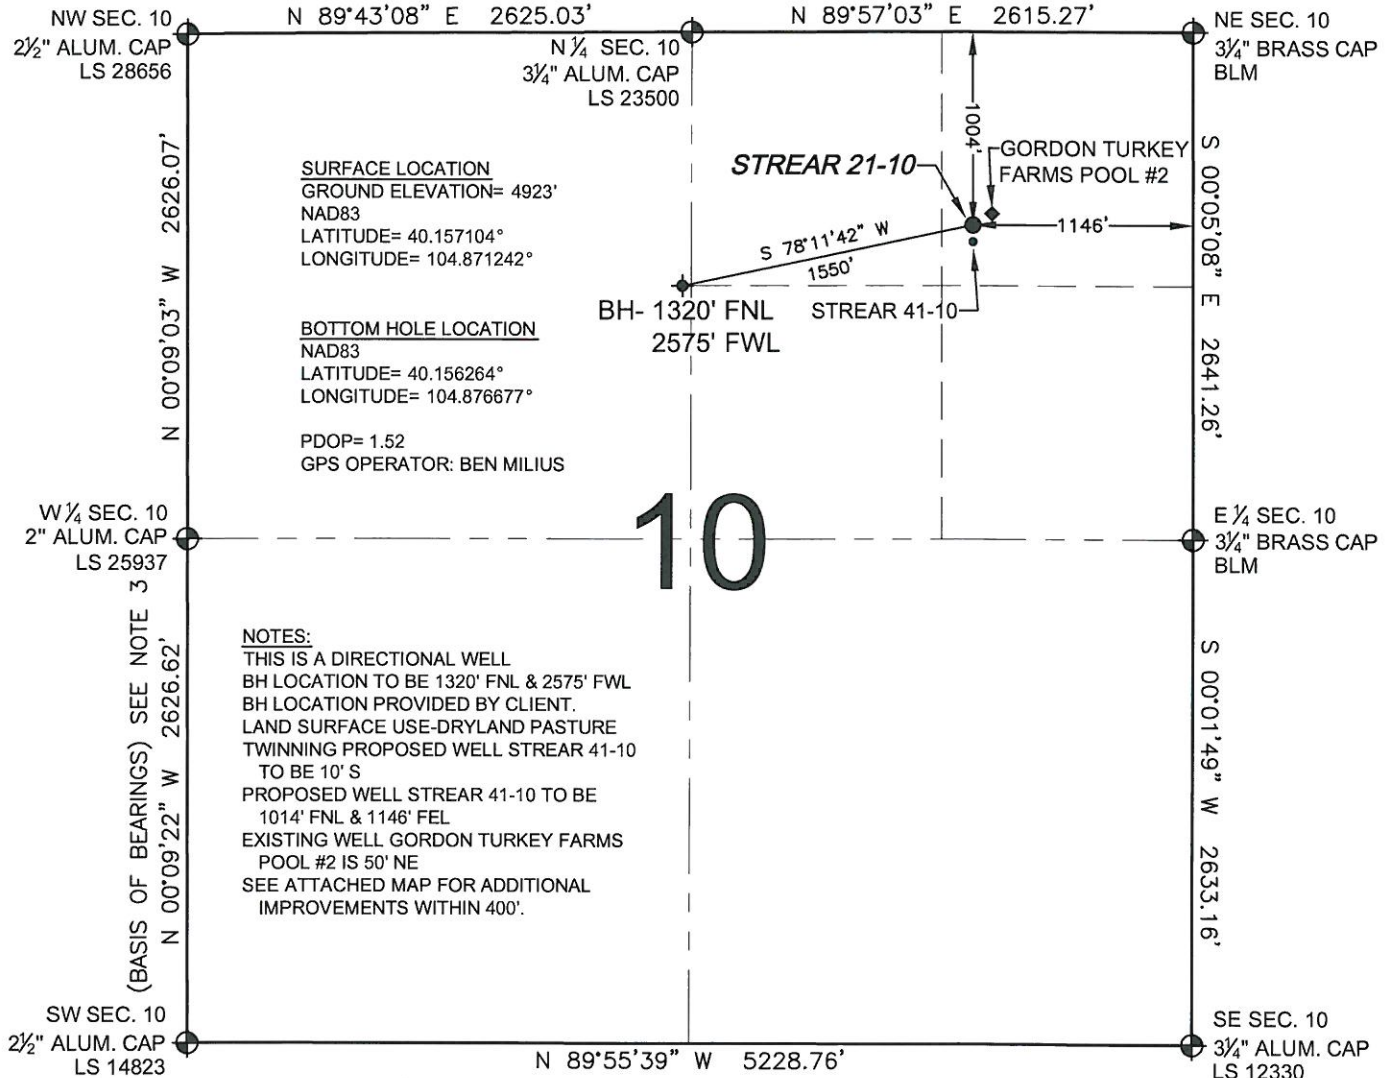 N 89°43'08" E 2625.03'
N 89°57'03" E 2615.27'
NW SEC. 10
2½" ALUM. CAP
LS 28656
N ¼ SEC. 10
3¼" ALUM. CAP
LS 23500
NE SEC. 10
3¼" BRASS CAP
BLM
N 00°09'03" W 2626.07'
SURFACE LOCATION
GROUND ELEVATION= 4923'
NAD83
LATITUDE= 40.157104°
LONGITUDE= 104.871242°
BOTTOM HOLE LOCATION
NAD83
LATITUDE= 40.156264°
LONGITUDE= 104.876677°
PDOP= 1.52
GPS OPERATOR: BEN MILIUS
1004'
STREAR 21-10
GORDON TURKEY
FARMS POOL #2
1146'
S 78°11'42" W
1550'
BH- 1320' FNL
2575' FWL
STREAR 41-10
S 00°05'08" E 2641.26'
W ¼ SEC. 10
2" ALUM. CAP
LS 25937
10
E ¼ SEC. 10
3¼" BRASS CAP
BLM
(BASIS OF BEARINGS) SEE NOTE 3
N 00°09'22" W 2626.62'
NOTES:
THIS IS A DIRECTIONAL WELL
BH LOCATION TO BE 1320' FNL & 2575' FWL
BH LOCATION PROVIDED BY CLIENT.
LAND SURFACE USE-DRYLAND PASTURE
TWINNING PROPOSED WELL STREAR 41-10
TO BE 10' S
PROPOSED WELL STREAR 41-10 TO BE
1014' FNL & 1146' FEL
EXISTING WELL GORDON TURKEY FARMS
POOL #2 IS 50' NE
SEE ATTACHED MAP FOR ADDITIONAL
IMPROVEMENTS WITHIN 400'.
S 00°01'49" W 2633.16'
SW SEC. 10
2½" ALUM. CAP
LS 14823
N 89°55'39" W 5228.76'
SE SEC. 10
3¼" ALUM. CAP
LS 12330